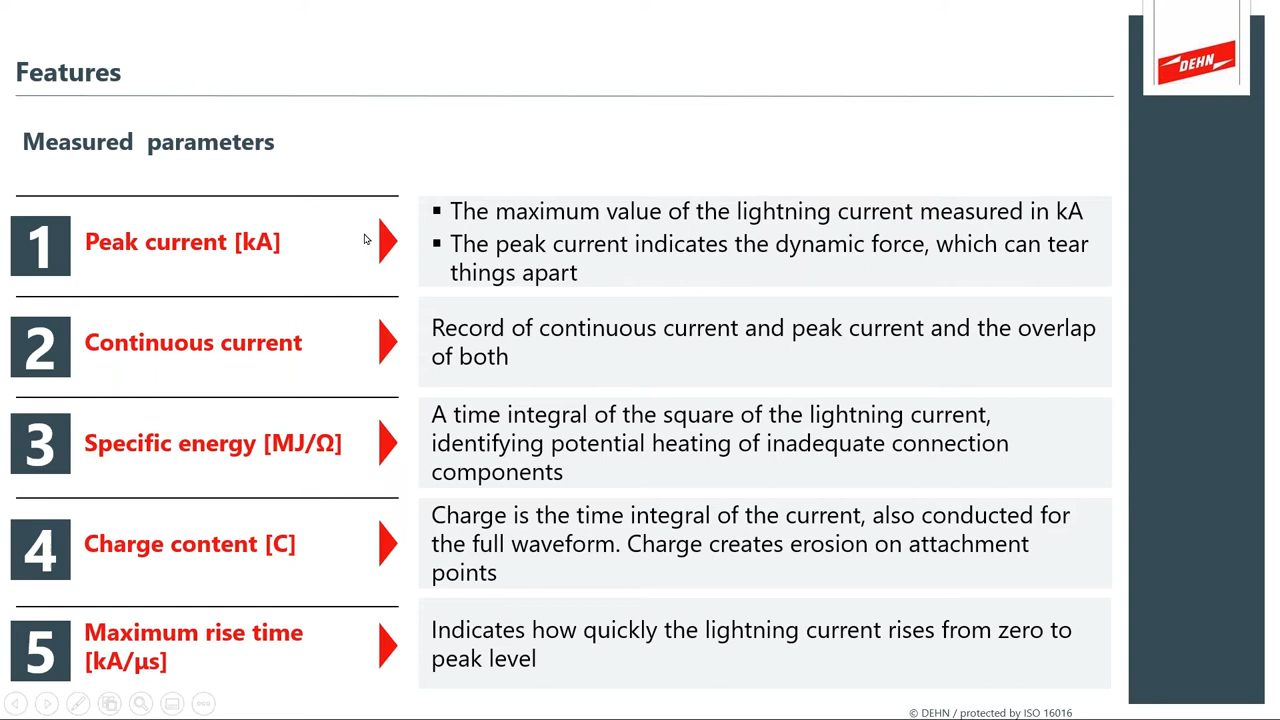 Features
DEHN
Measured parameters
1
Peak current [kA]
▪ The maximum value of the lightning current measured in kA
▪ The peak current indicates the dynamic force, which can tear
things apart
2
Continuous current
Record of continuous current and peak current and the overlap
of both
3
Specific energy [MJ/Ω]
A time integral of the square of the lightning current,
identifying potential heating of inadequate connection
components
4
Charge content [C]
Charge is the time integral of the current, also conducted for
the full waveform. Charge creates erosion on attachment
points
5
Maximum rise time
[kA/µs]
Indicates how quickly the lightning current rises from zero to
peak level
© DEHN / protected by ISO 16016